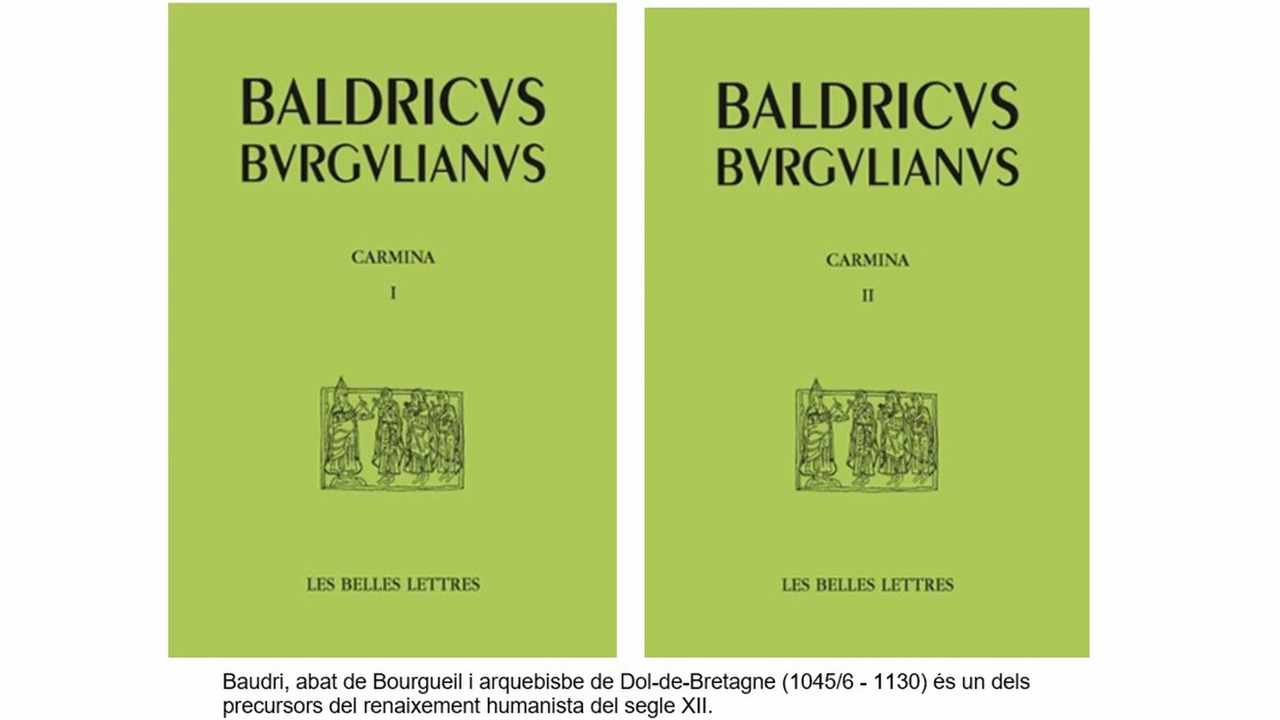 BALDRICVS
BVRGVLIANVS
CARMINA
I
LES BELLES LETTRES
BALDRICVS
BVRGVLIANVS
CARMINA
II
LES BELLES LETTRES
Baudri, abat de Bourgueil i arquebisbe de Dol-de-Bretagne (1045/6 - 1130) és un dels
precursors del renaixement humanista del segle XII.